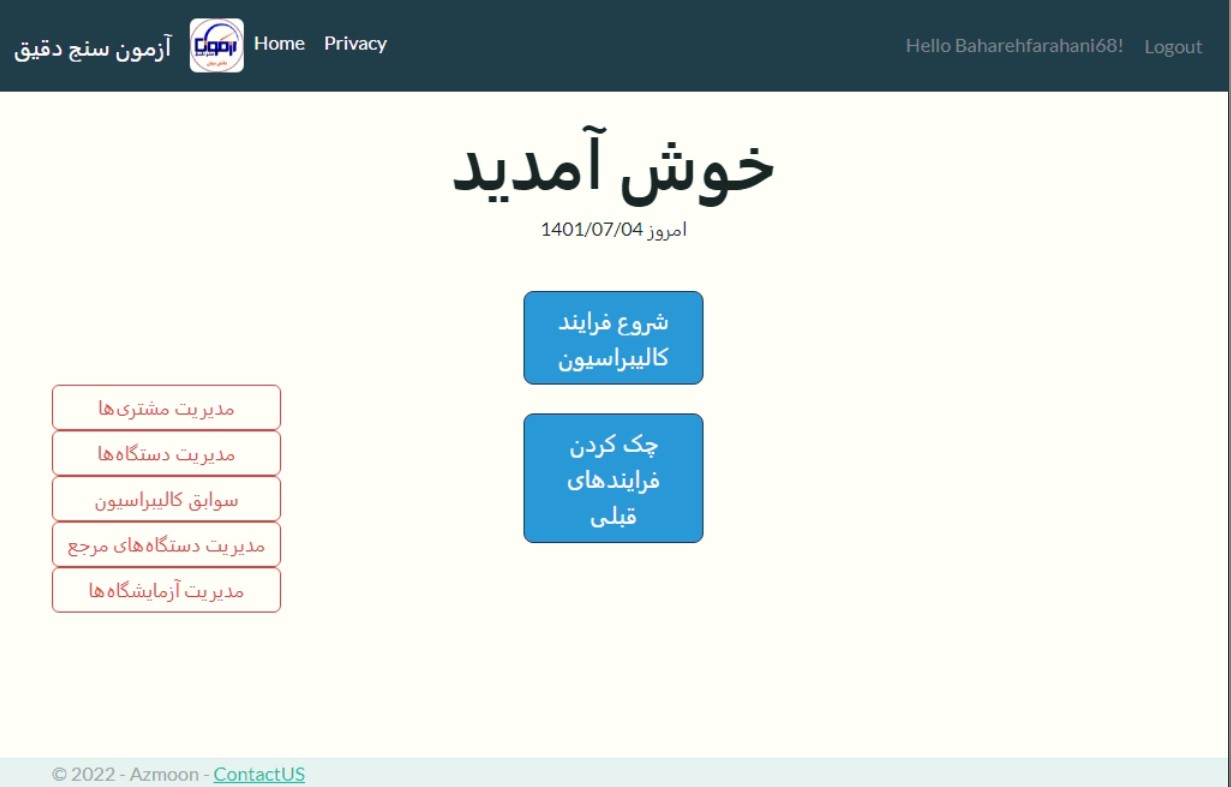 آزمون سنج دقیق
Home Privacy
Hello Baharehfarahani68! Logout
خوش آمدید
امروز 1401/07/04
شروع فرایند
کالیبراسیون
چک کردن
فرایندهای
قبلی
مدیریت مشتری‌ها
مدیریت دستگاه‌ها
سوابق کالیبراسیون
مدیریت دستگاه‌های مرجع
مدیریت آزمایشگاه‌ها
© 2022 - Azmoon - ContactUS